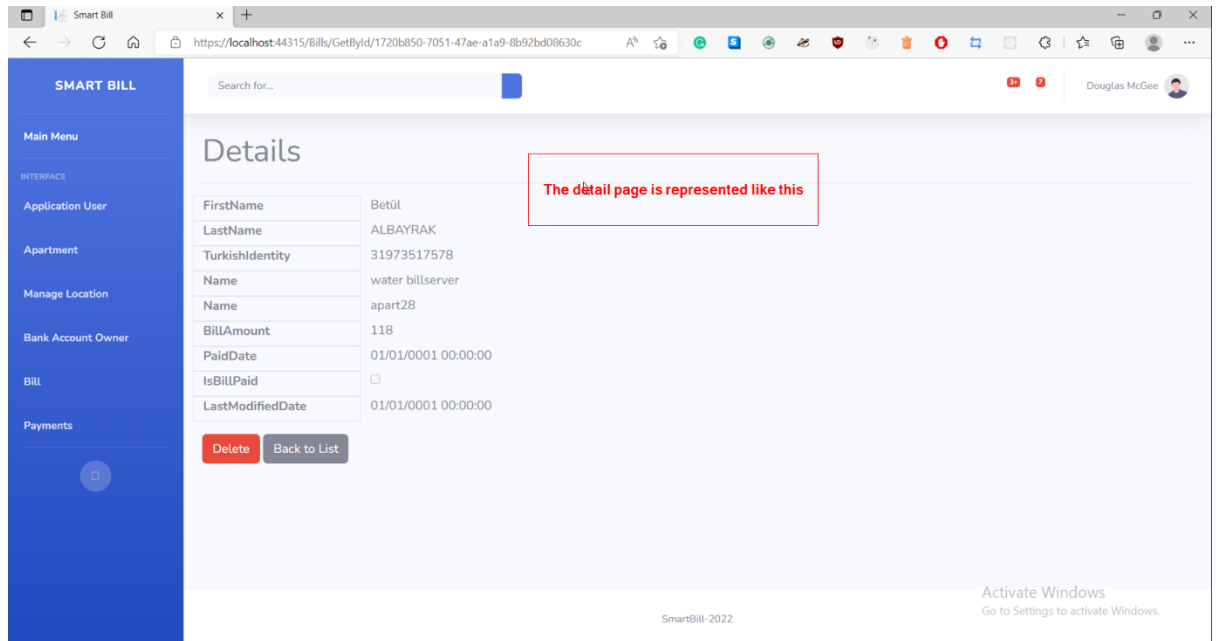 Smart Bill
https://localhost:44315/Bills/GetById/1720b850-7051-47ae-a1a9-8b92bd08630c
SMART BILL
Search for...
3+
7
Douglas McGee
Main Menu
INTERFACE
Application User
Apartment
Manage Location
Bank Account Owner
Bill
Payments
Details
The detail page is represented like this
FirstName Betül
LastName ALBAYRAK
TurkishIdentity 31973517578
Name water billserver
Name apart28
BillAmount 118
PaidDate 01/01/0001 00:00:00
IsBillPaid
LastModifiedDate 01/01/0001 00:00:00
Delete Back to List
Activate Windows
Go to Settings to activate Windows.
SmartBill-2022